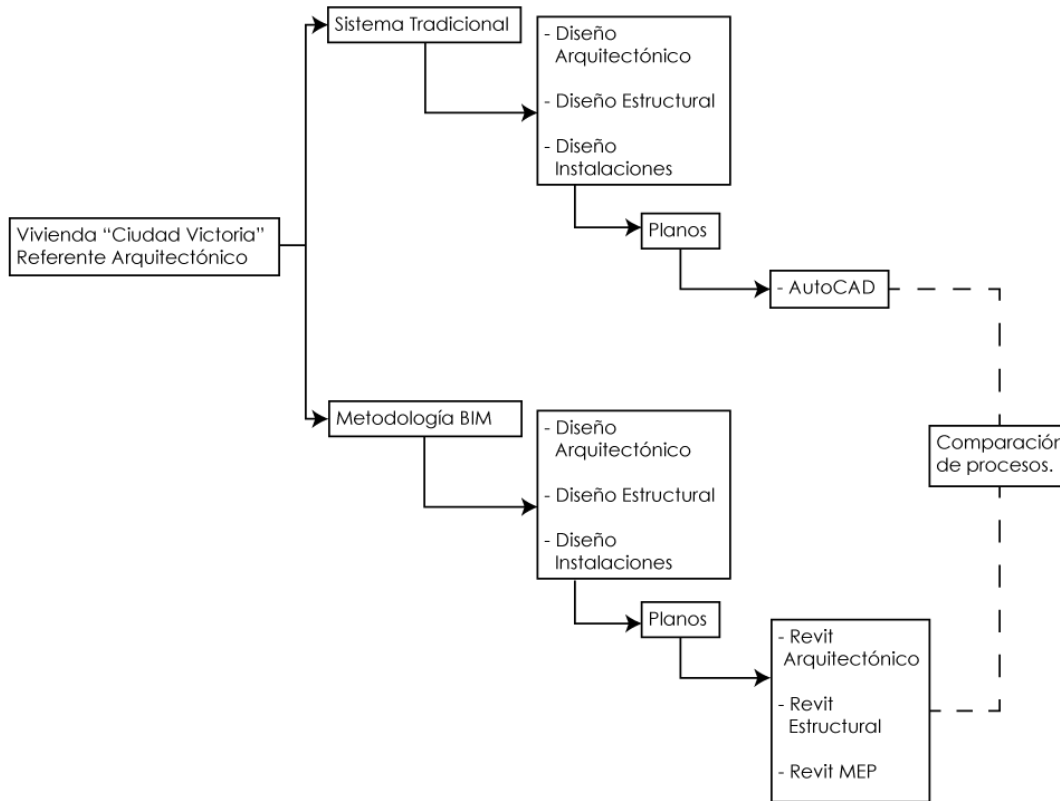 Sistema Tradicional
- Diseño
Arquitectónico
- Diseño Estructural
- Diseño
Instalaciones
Planos
- AutoCAD
Vivienda “Ciudad Victoria”
Referente Arquitectónico
Metodología BIM
- Diseño
Arquitectónico
- Diseño Estructural
- Diseño
Instalaciones
Planos
- Revit
Arquitectónico
- Revit
Estructural
- Revit MEP
Comparación
de procesos.